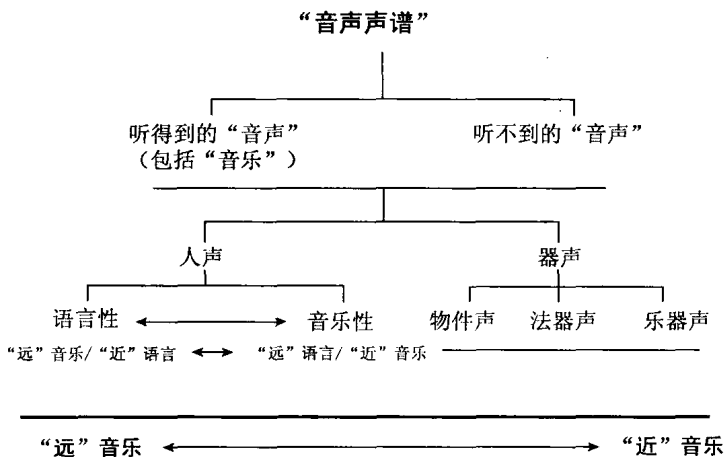 “音声声谱”
听得到的“音声” 听不到的“音声”
（包括“音乐”）
人声 器声
语言性 音乐性 物件声 法器声 乐器声
“远”音乐/“近”语言 “远”语言/“近”音乐
“远”音乐 “近”音乐